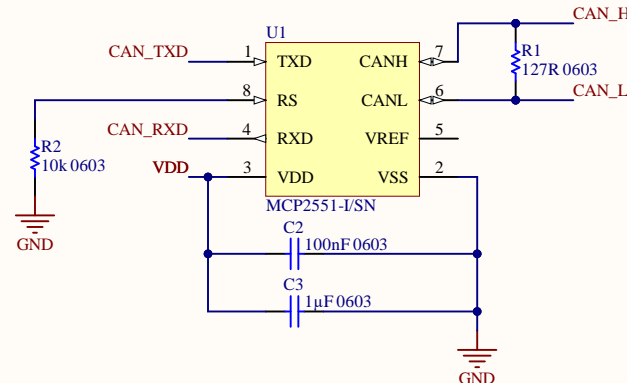 CAN_H
U1
CAN_TXD 1 TXD CANH 7
R1
127R 0603
8 RS CANL 6 CAN_L
CAN_RXD 4 RXD VREF 5
R2
10k 0603
VDD 3 VDD VSS 2
MCP2551-I/SN
GND
C2
100nF 0603
C3
1µF 0603
GND